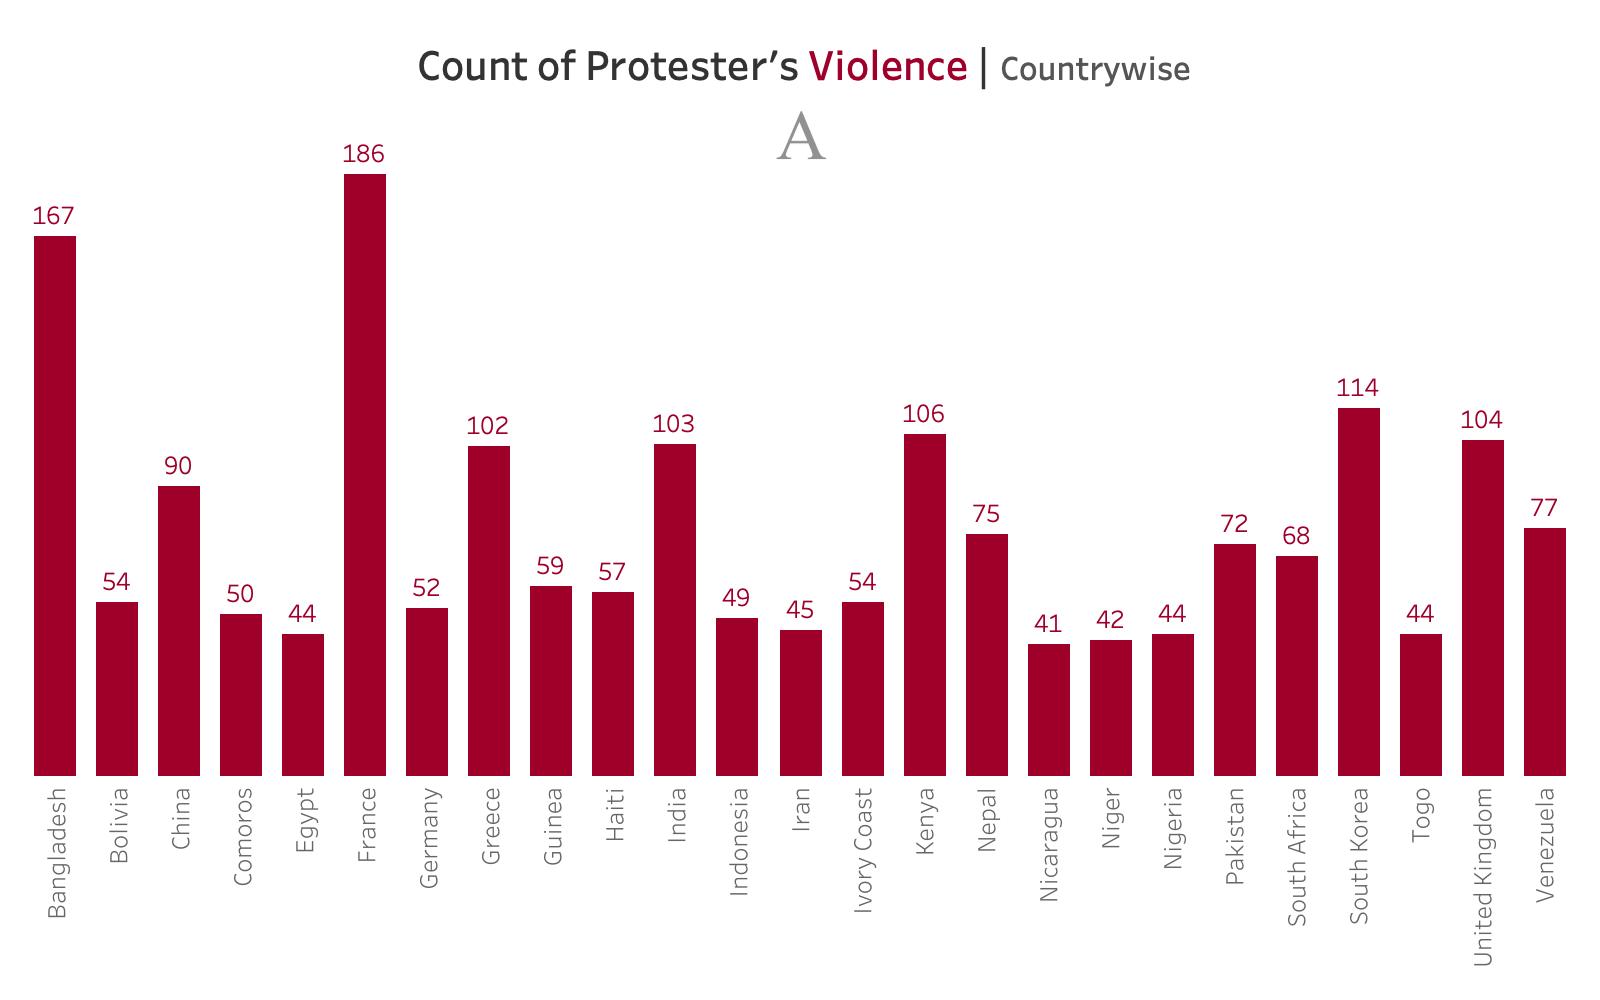 Count of Protester’s Violence | Countrywise
A
186
167
114
106
104
103
102
90
77
75
72
68
59
57
54
54
52
50
49
45
44
44
44
42
41
Bangladesh
Bolivia
China
Comoros
Egypt
France
Germany
Greece
Guinea
Haiti
India
Indonesia
Iran
Ivory Coast
Kenya
Nepal
Nicaragua
Niger
Nigeria
Pakistan
South Africa
South Korea
Togo
United Kingdom
Venezuela